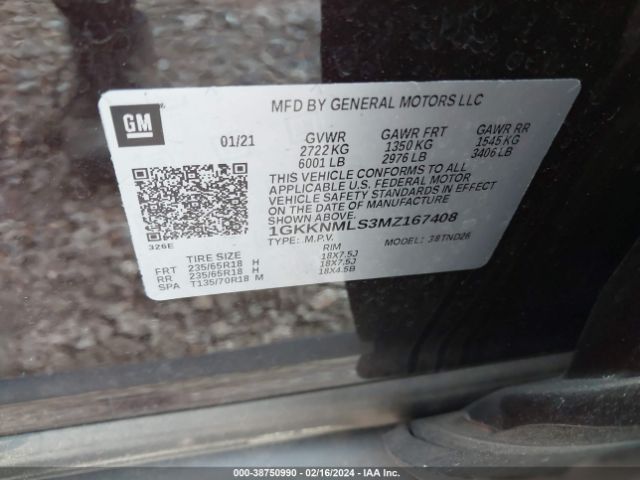 GM
MFD BY GENERAL MOTORS LLC
01/21 GVWR GAWR FRT GAWR RR
2722 KG 1350 KG 1545 KG
6001 LB 2976 LB 3406 LB
THIS VEHICLE CONFORMS TO ALL
APPLICABLE U.S. FEDERAL MOTOR
VEHICLE SAFETY STANDARDS IN EFFECT
ON THE DATE OF MANUFACTURE SHOWN
ABOVE.
1GKKNMLS3MZ167408
326E TYPE: M.P.V. MODEL: 38TND26
TIRE SIZE RIM
FRT 235/65R18 H 18X7.5J
RR 235/65R18 H 18X7.5J
SPA T135/70R18 M 18X4.5B
000-38750990 - 02/16/2024 - IAA Inc.